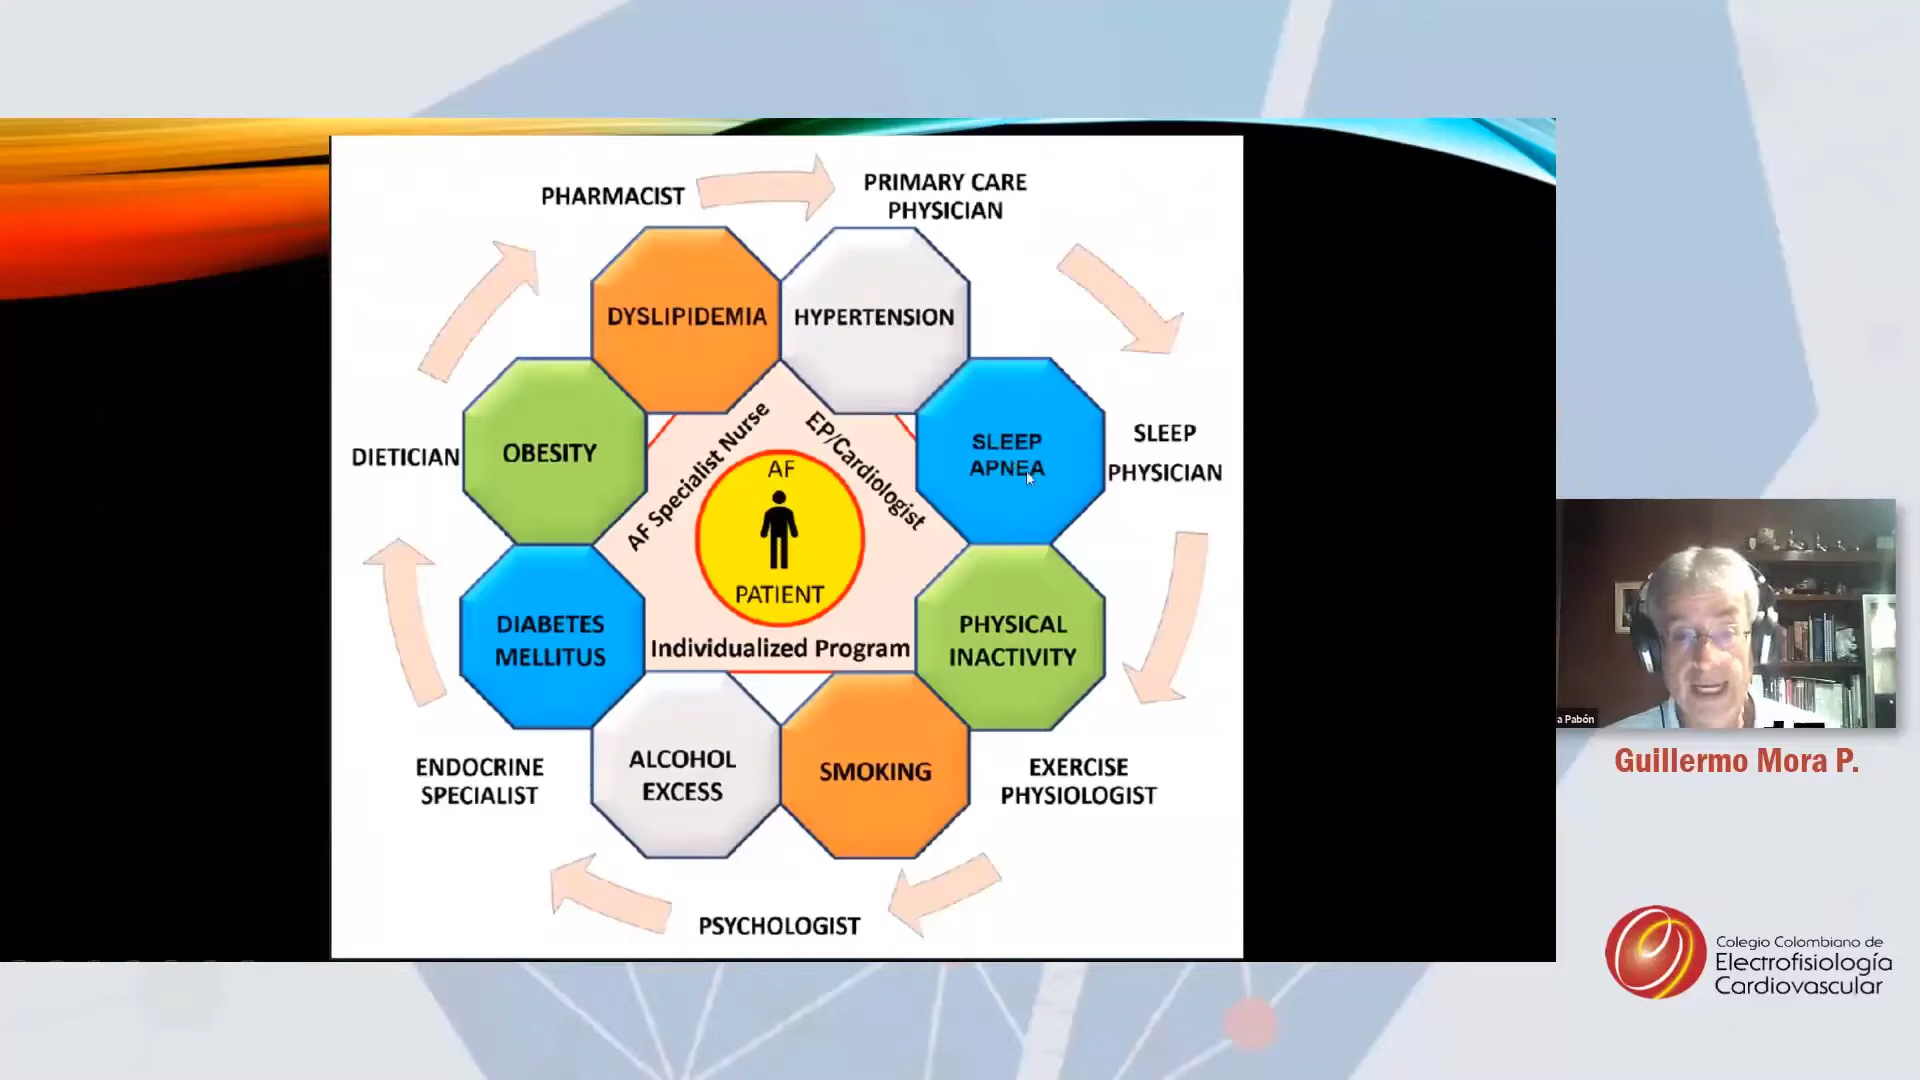 PHARMACIST
PRIMARY CARE
PHYSICIAN
DYSLIPIDEMIA
HYPERTENSION
OBESITY
SLEEP
APNEA
DIETICIAN
SLEEP
PHYSICIAN
AF Specialist Nurse
EP/Cardiologist
AF
PATIENT
Individualized Program
DIABETES
MELLITUS
PHYSICAL
INACTIVITY
ALCOHOL
EXCESS
SMOKING
ENDOCRINE
SPECIALIST
EXERCISE
PHYSIOLOGIST
PSYCHOLOGIST
a Pabón
Guillermo Mora P.
Colegio Colombiano de
Electrofisiología
Cardiovascular